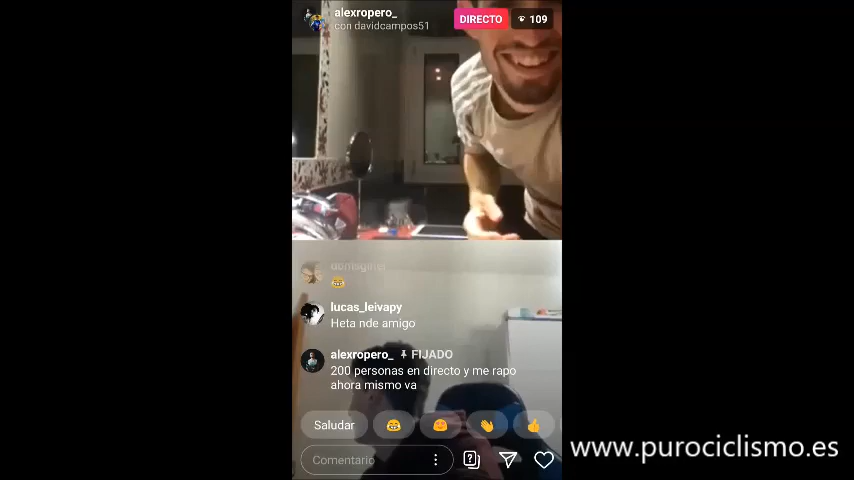 alexropero_
con davidcampos51
DIRECTO
109
lucas_leivapy
Heta nde amigo
alexropero_ FIJADO
200 personas en directo y me rapo
ahora mismo va
Saludar
Comentario
www.purociclismo.es